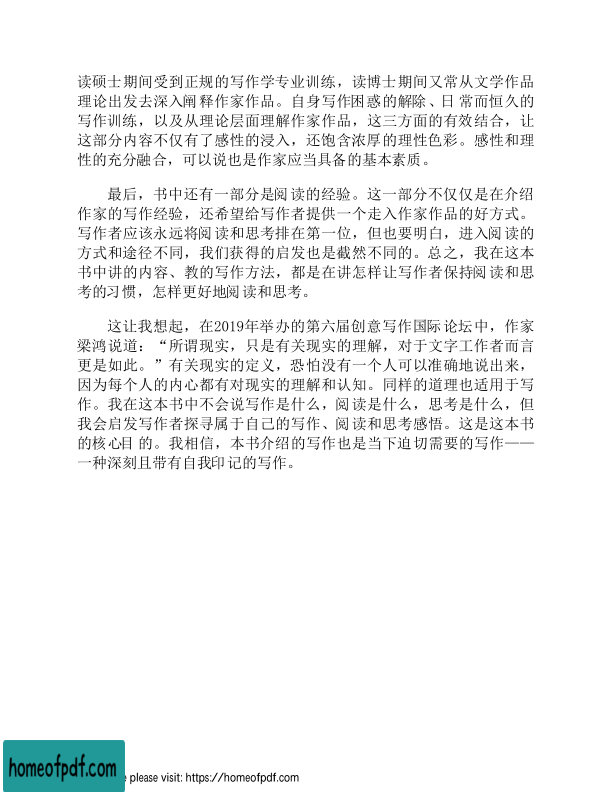 读硕士期间受到正规的写作学专业训练，读博士期间又常从文学作品
理论出发去深入阐释作家作品。自身写作困惑的解除、日常而恒久的
写作训练，以及从理论层面理解作家作品，这三方面的有效结合，让
这部分内容不仅有了感性的浸入，还饱含浓厚的理性色彩。感性和理
性的充分融合，可以说也是作家应当具备的基本素质。
最后，书中还有一部分是阅读的经验。这一部分不仅仅是在介绍
作家的写作经验，还希望给写作者提供一个走入作家作品的好方式。
写作者应该永远将阅读和思考排在第一位，但也要明白，进入阅读的
方式和途径不同，我们获得的启发也是截然不同的。总之，我在这本
书中讲的内容、教的写作方法，都是在讲怎样让写作者保持阅读和思
考的习惯，怎样更好地阅读和思考。
这让我想起，在2019年举办的第六届创意写作国际论坛中，作家
梁鸿说道：“所谓现实，只是有关现实的理解，对于文字工作者而言
更是如此。”有关现实的定义，恐怕没有一个人可以准确地说出来，
因为每个人的内心都有对现实的理解和认知。同样的道理也适用于写
作。我在这本书中不会说写作是什么，阅读是什么，思考是什么，但
我会启发写作者探寻属于自己的写作、阅读和思考感悟。这是这本书
的核心目的。我相信，本书介绍的写作也是当下迫切需要的写作——
一种深刻且带有自我印记的写作。
homeofpdf.com
e please visit: https://homeofpdf.com